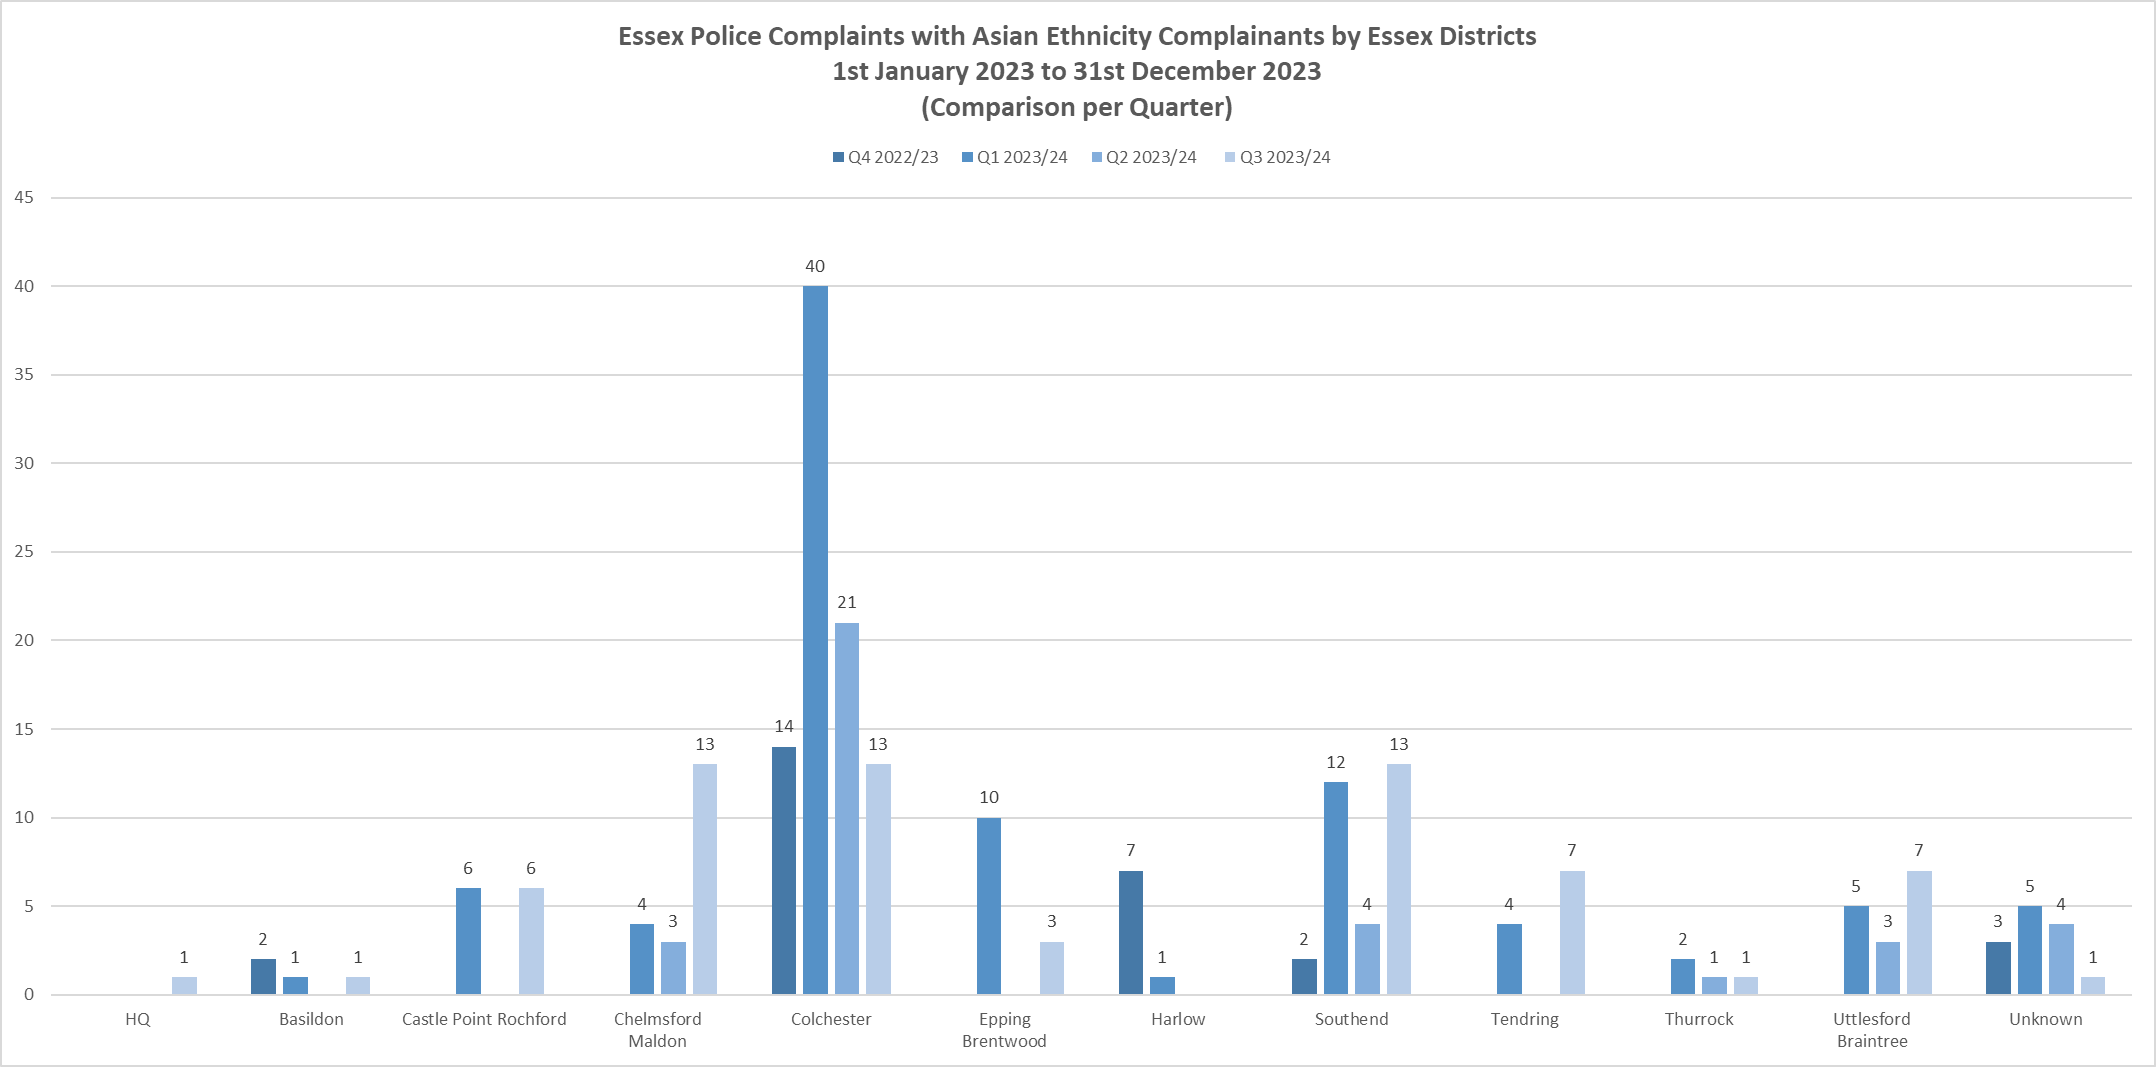 Essex Police Complaints with Asian Ethnicity Complainants by Essex Districts
1st January 2023 to 31st December 2023
(Comparison per Quarter)
Q4 2022/23 Q1 2023/24 Q2 2023/24 Q3 2023/24
45
40
35
30
25
20
15
10
5
0
1
2 1 1
6 6
4 3 13
14 40 21 13
10 3
7 1
2 12 4 13
4 7
2 1 1
5 3 7
3 5 4 1
HQ
Basildon
Castle Point Rochford
Chelmsford
Maldon
Colchester
Epping
Brentwood
Harlow
Southend
Tendring
Thurrock
Uttlesford
Braintree
Unknown